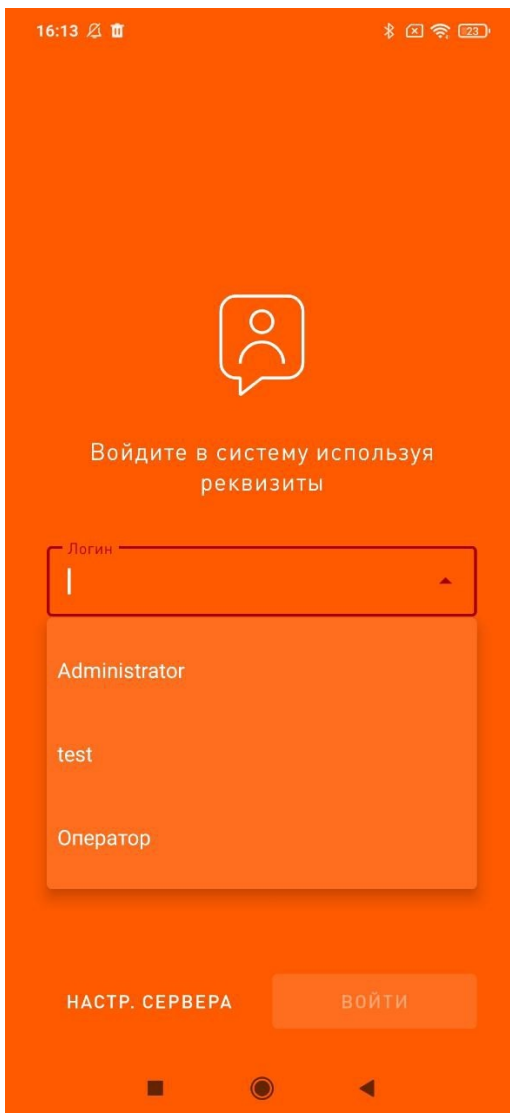 16:13
23
Войдите в систему используя
реквизиты
Логин
Administrator
test
Оператор
НАСТР. СЕРВЕРА
ВОЙТИ